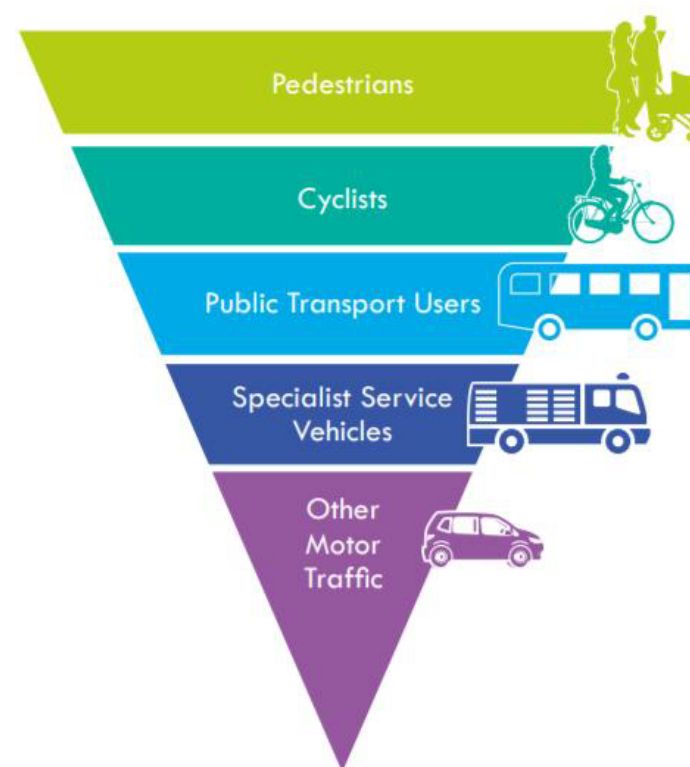 Pedestrians
Cyclists
Public Transport Users
Specialist Service
Vehicles
Other
Motor
Traffic